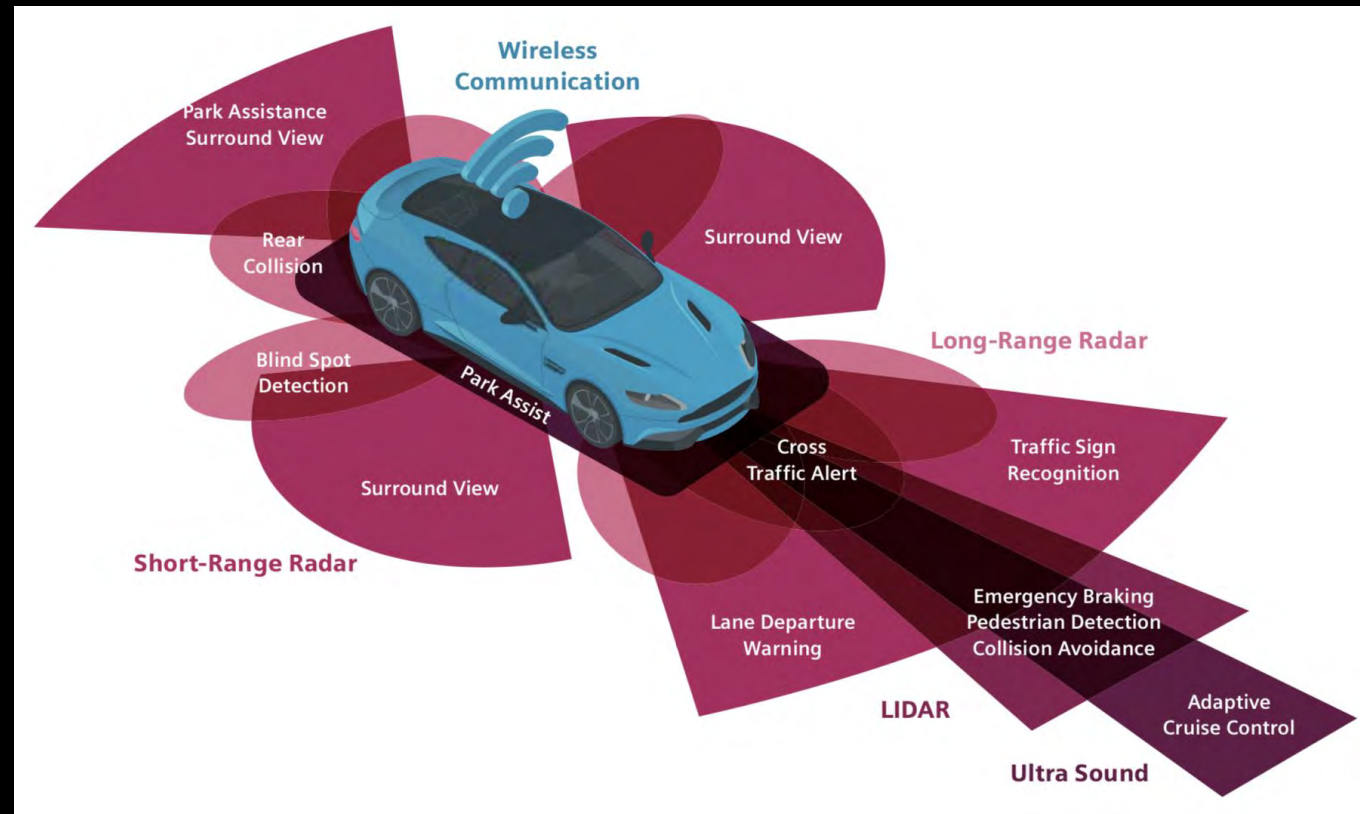 Wireless
Communication
Park Assistance
Surround View
Surround View
Rear
Collision
Long-Range Radar
Blind Spot
Detection
Park Assist
Cross
Traffic Alert
Traffic Sign
Recognition
Surround View
Short-Range Radar
Emergency Braking
Pedestrian Detection
Collision Avoidance
Lane Departure
Warning
LIDAR
Adaptive
Cruise Control
Ultra Sound